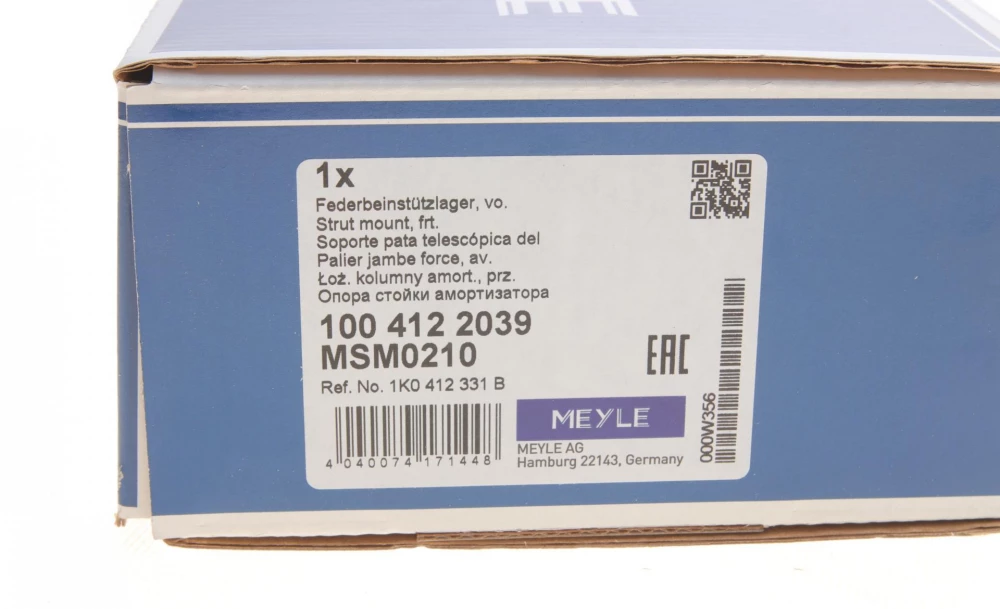 1x
Federbeinstützlager, vo.
Strut mount, frt.
Soporte pata telescópica del
Palier jambe force, av.
Łoż. kolumny amort., prz.
Опора стойки амортизатора
100 412 2039
MSM0210
Ref. No. 1K0 412 331 B
EAC
MEYLE
MEYLE AG
Hamburg 22143, Germany
4 040074 171448
000W356